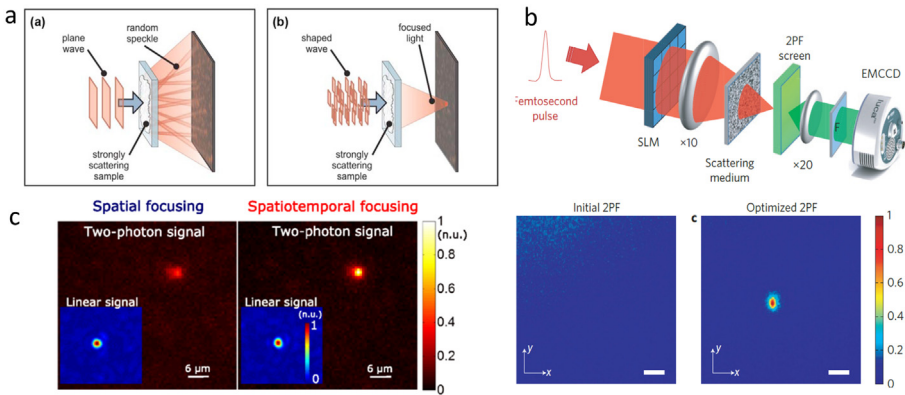 a
(a)
plane
wave
random
speckle
strongly
scattering
sample
(b)
shaped
wave
focused
light
strongly
scattering
sample
b
Femtosecond
pulse
SLM
×10
Scattering
medium
2PF
screen
×20
F
EMCCD
c
Spatial focusing
Two-photon signal
Linear signal
6 µm
Spatiotemporal focusing
Two-photon signal
Linear signal
(n.u.)
1
0
6 µm
1
(n.u.)
0.8
0.6
0.4
0.2
0
Initial 2PF
y
x
c
Optimized 2PF
y
x
1
0.8
0.6
0.4
0.2
0